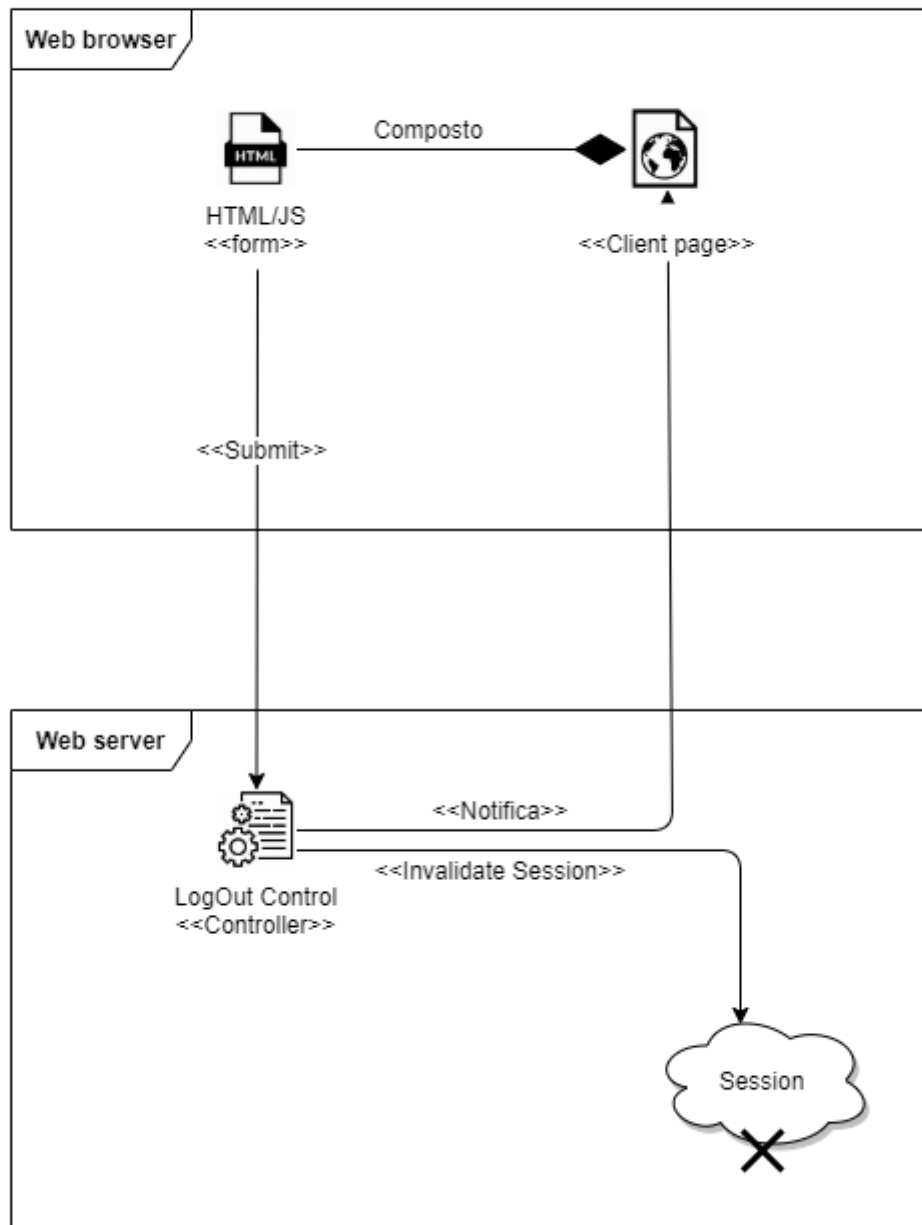 Web browser
HTML
Composto
HTML/JS
<<form>>
<<Client page>>
<<Submit>>
Web server
<<Notifica>>
<<Invalidate Session>>
LogOut Control
<<Controller>>
Session